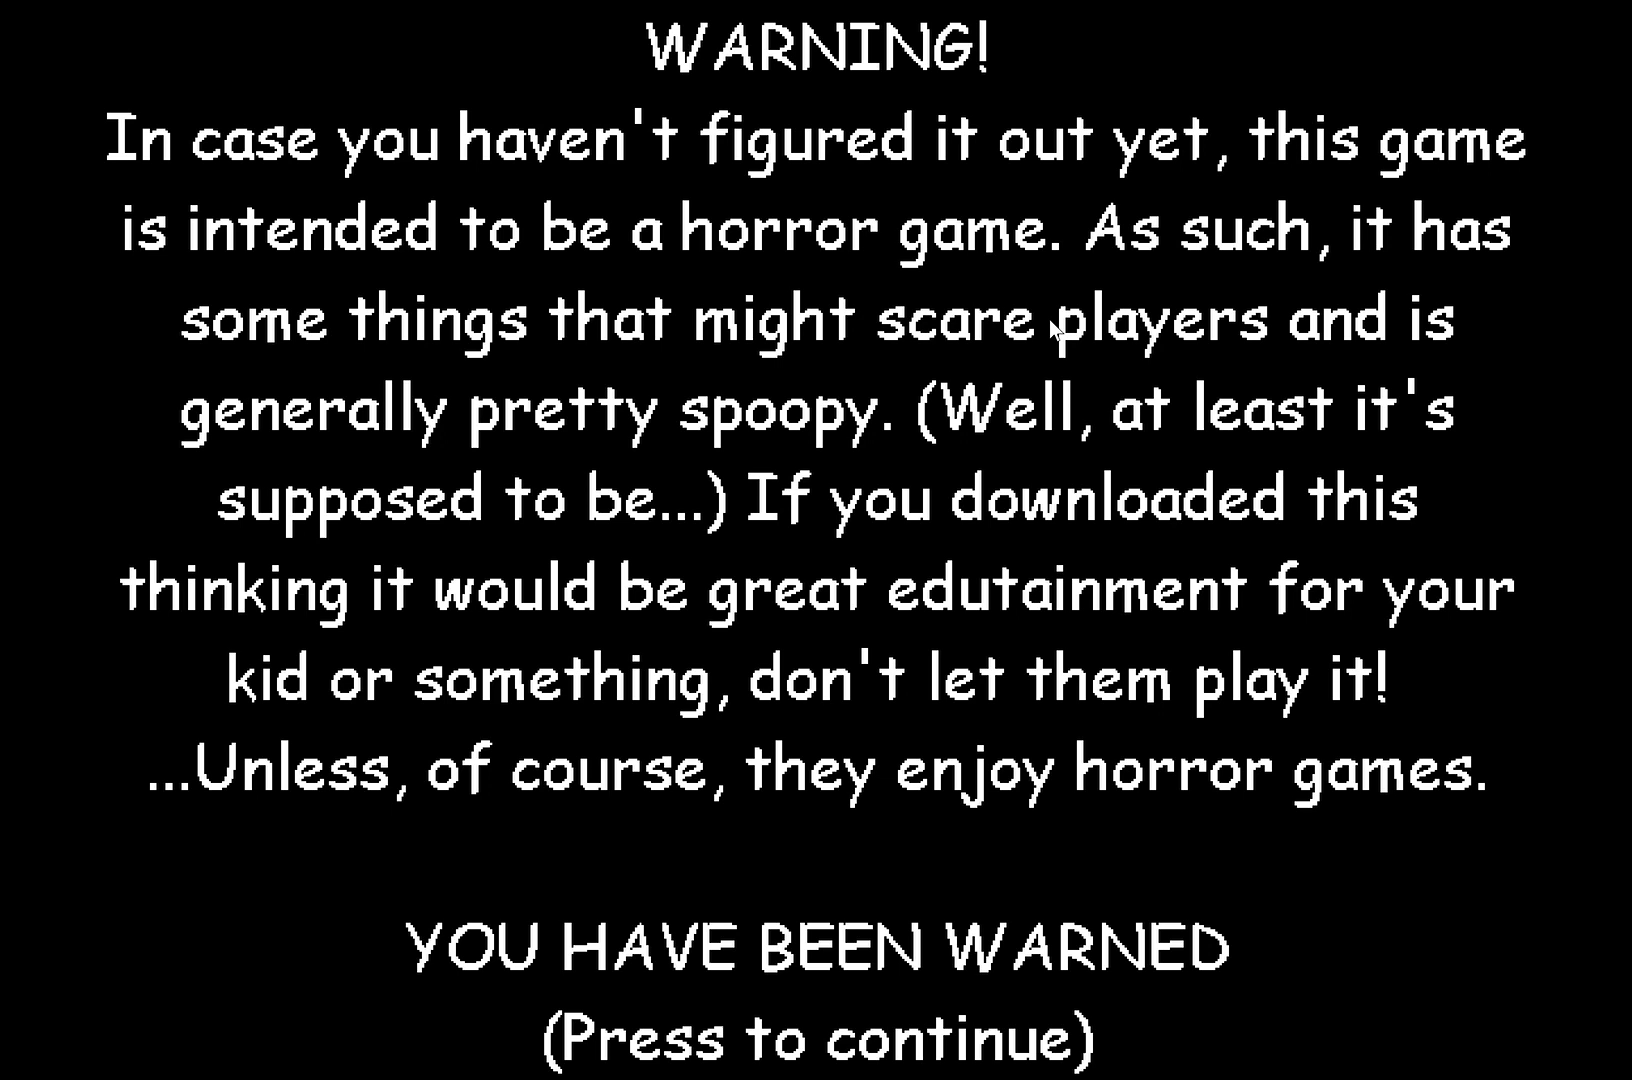 WARNING!
In case you haven't figured it out yet, this game
is intended to be a horror game. As such, it has
some things that might scare players and is
generally pretty spoopy. (Well, at least it's
supposed to be...) If you downloaded this
thinking it would be great edutainment for your
kid or something, don't let them play it!
...Unless, of course, they enjoy horror games.
YOU HAVE BEEN WARNED
(Press to continue)